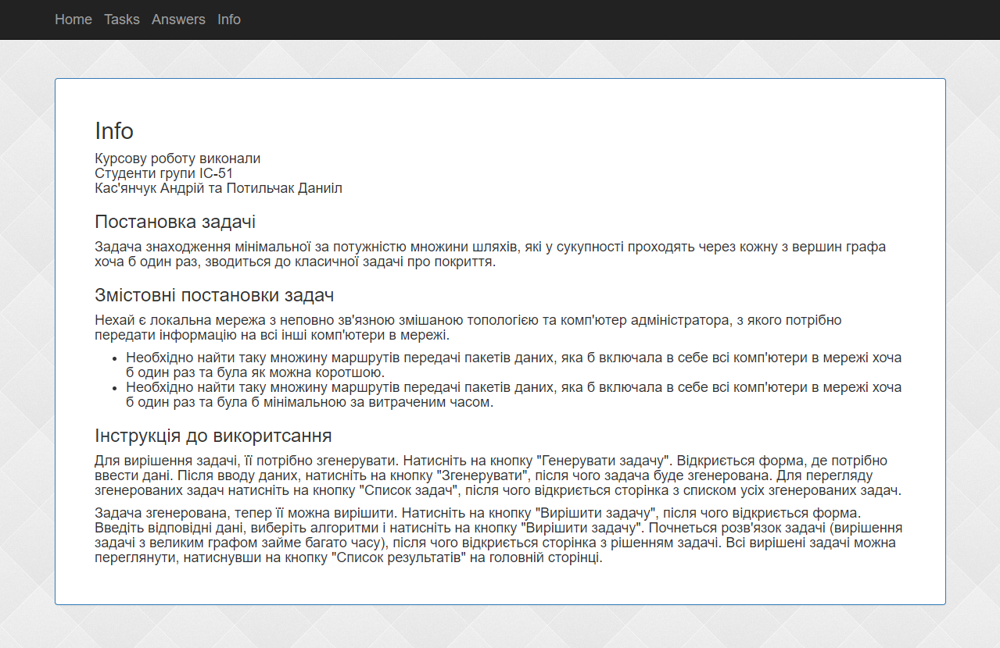 Home Tasks Answers Info
Info
Курсову роботу виконали
Студенти групи ІС-51
Кас'янчук Андрій та Потильчак Даниіл
Постановка задачі
Задача знаходження мінімальної за потужністю множини шляхів, які у сукупності проходять через кожну з вершин графа
хоча б один раз, зводиться до класичної задачі про покриття.
Змістовні постановки задач
Нехай є локальна мережа з неповно зв'язною змішаною топологією та комп'ютер адміністратора, з якого потрібно
передати інформацію на всі інші комп'ютери в мережі.
• Необхідно найти таку множину маршрутів передачі пакетів даних, яка б включала в себе всі комп'ютери в мережі хоча
б один раз та була як можна коротшою.
• Необхідно найти таку множину маршрутів передачі пакетів даних, яка б включала в себе всі комп'ютери в мережі хоча
б один раз та була б мінімальною за витраченим часом.
Інструкція до викоритсання
Для вирішення задачі, її потрібно згенерувати. Натисніть на кнопку "Генерувати задачу". Відкриється форма, де потрібно
ввести дані. Після вводу даних, натисніть на кнопку "Згенерувати", після чого задача буде згенерована. Для перегляду
згенерованих задач натисніть на кнопку "Список задач", після чого відкриється сторінка з списком усіх згенерованих задач.
Задача згенерована, тепер її можна вирішити. Натисніть на кнопку "Вирішити задачу", після чого відкриється форма.
Введіть відповідні дані, виберіть алгоритми і натисніть на кнопку "Вирішити задачу". Почнеться розв'язок задачі (вирішення
задачі з великим графом займе багато часу), після чого відкриється сторінка з рішенням задачі. Всі вирішені задачі можна
переглянути, натиснувши на кнопку "Список результатів" на головній сторінці.